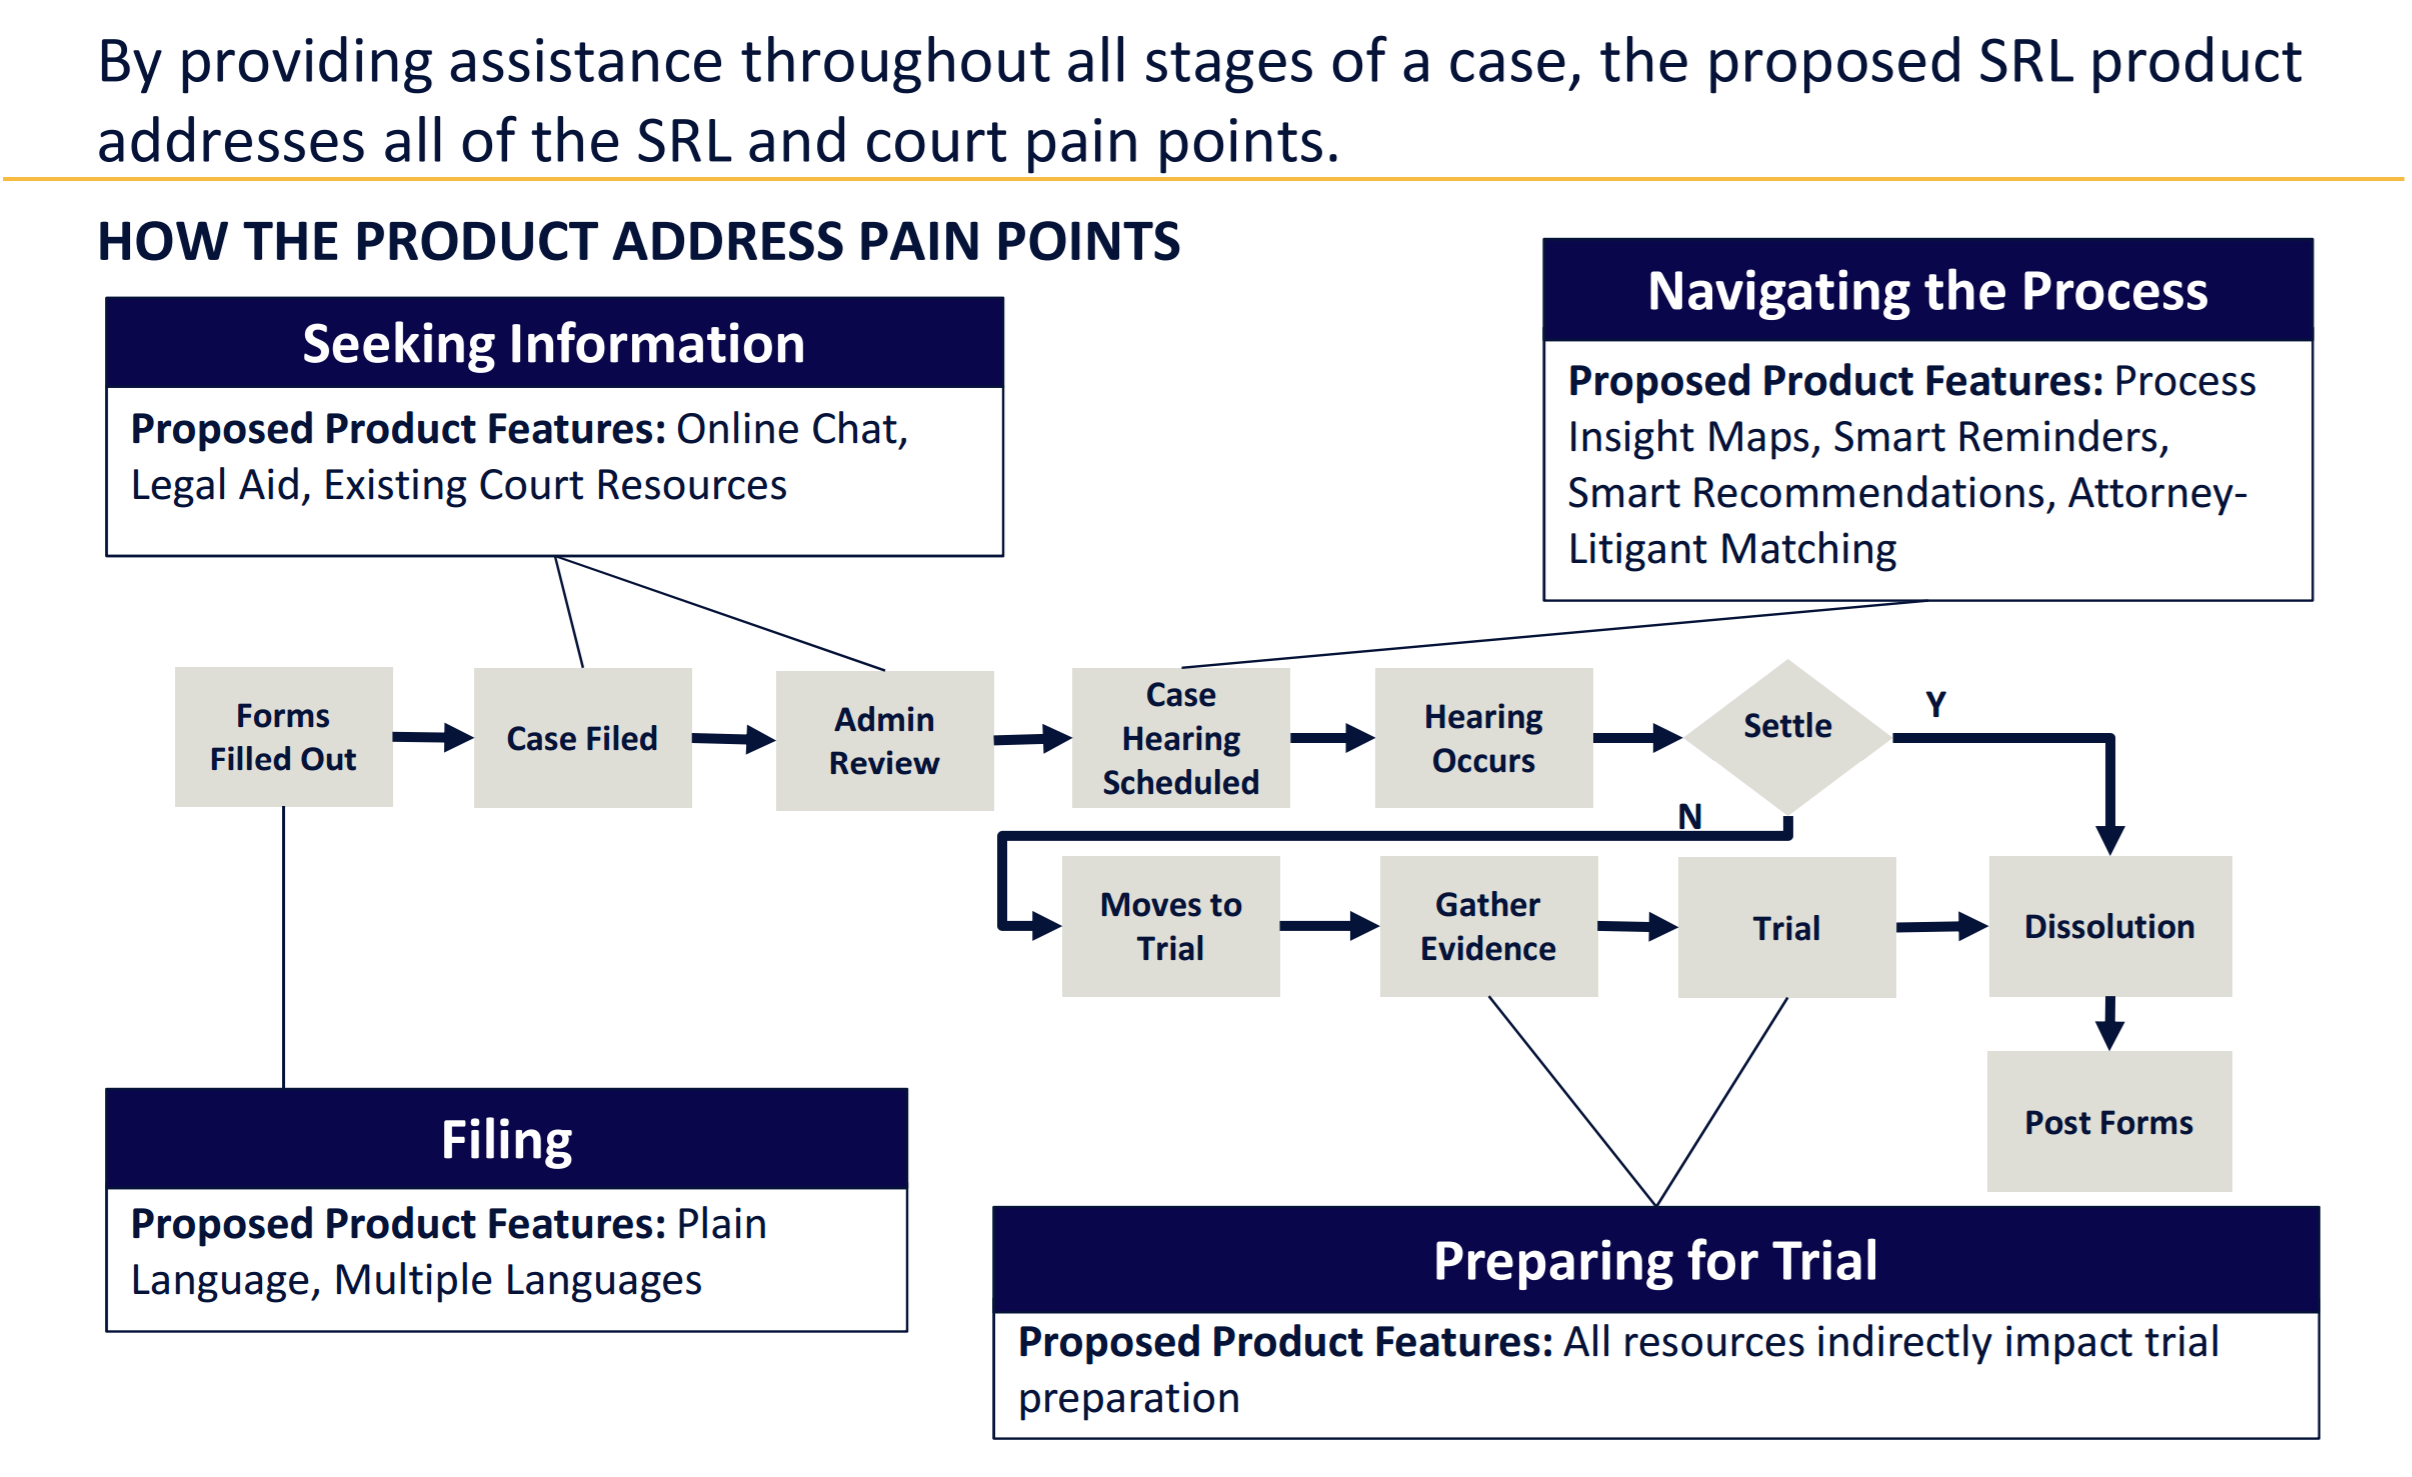 By providing assistance throughout all stages of a case, the proposed SRL product
addresses all of the SRL and court pain points.
HOW THE PRODUCT ADDRESS PAIN POINTS
Seeking Information
Proposed Product Features: Online Chat,
Legal Aid, Existing Court Resources
Navigating the Process
Proposed Product Features: Process
Insight Maps, Smart Reminders,
Smart Recommendations, Attorney-
Litigant Matching
Forms
Filled Out
Case Filed
Admin
Review
Case
Hearing
Scheduled
Hearing
Occurs
Settle
Y
N
Moves to
Trial
Gather
Evidence
Trial
Dissolution
Post Forms
Filing
Proposed Product Features: Plain
Language, Multiple Languages
Preparing for Trial
Proposed Product Features: All resources indirectly impact trial
preparation